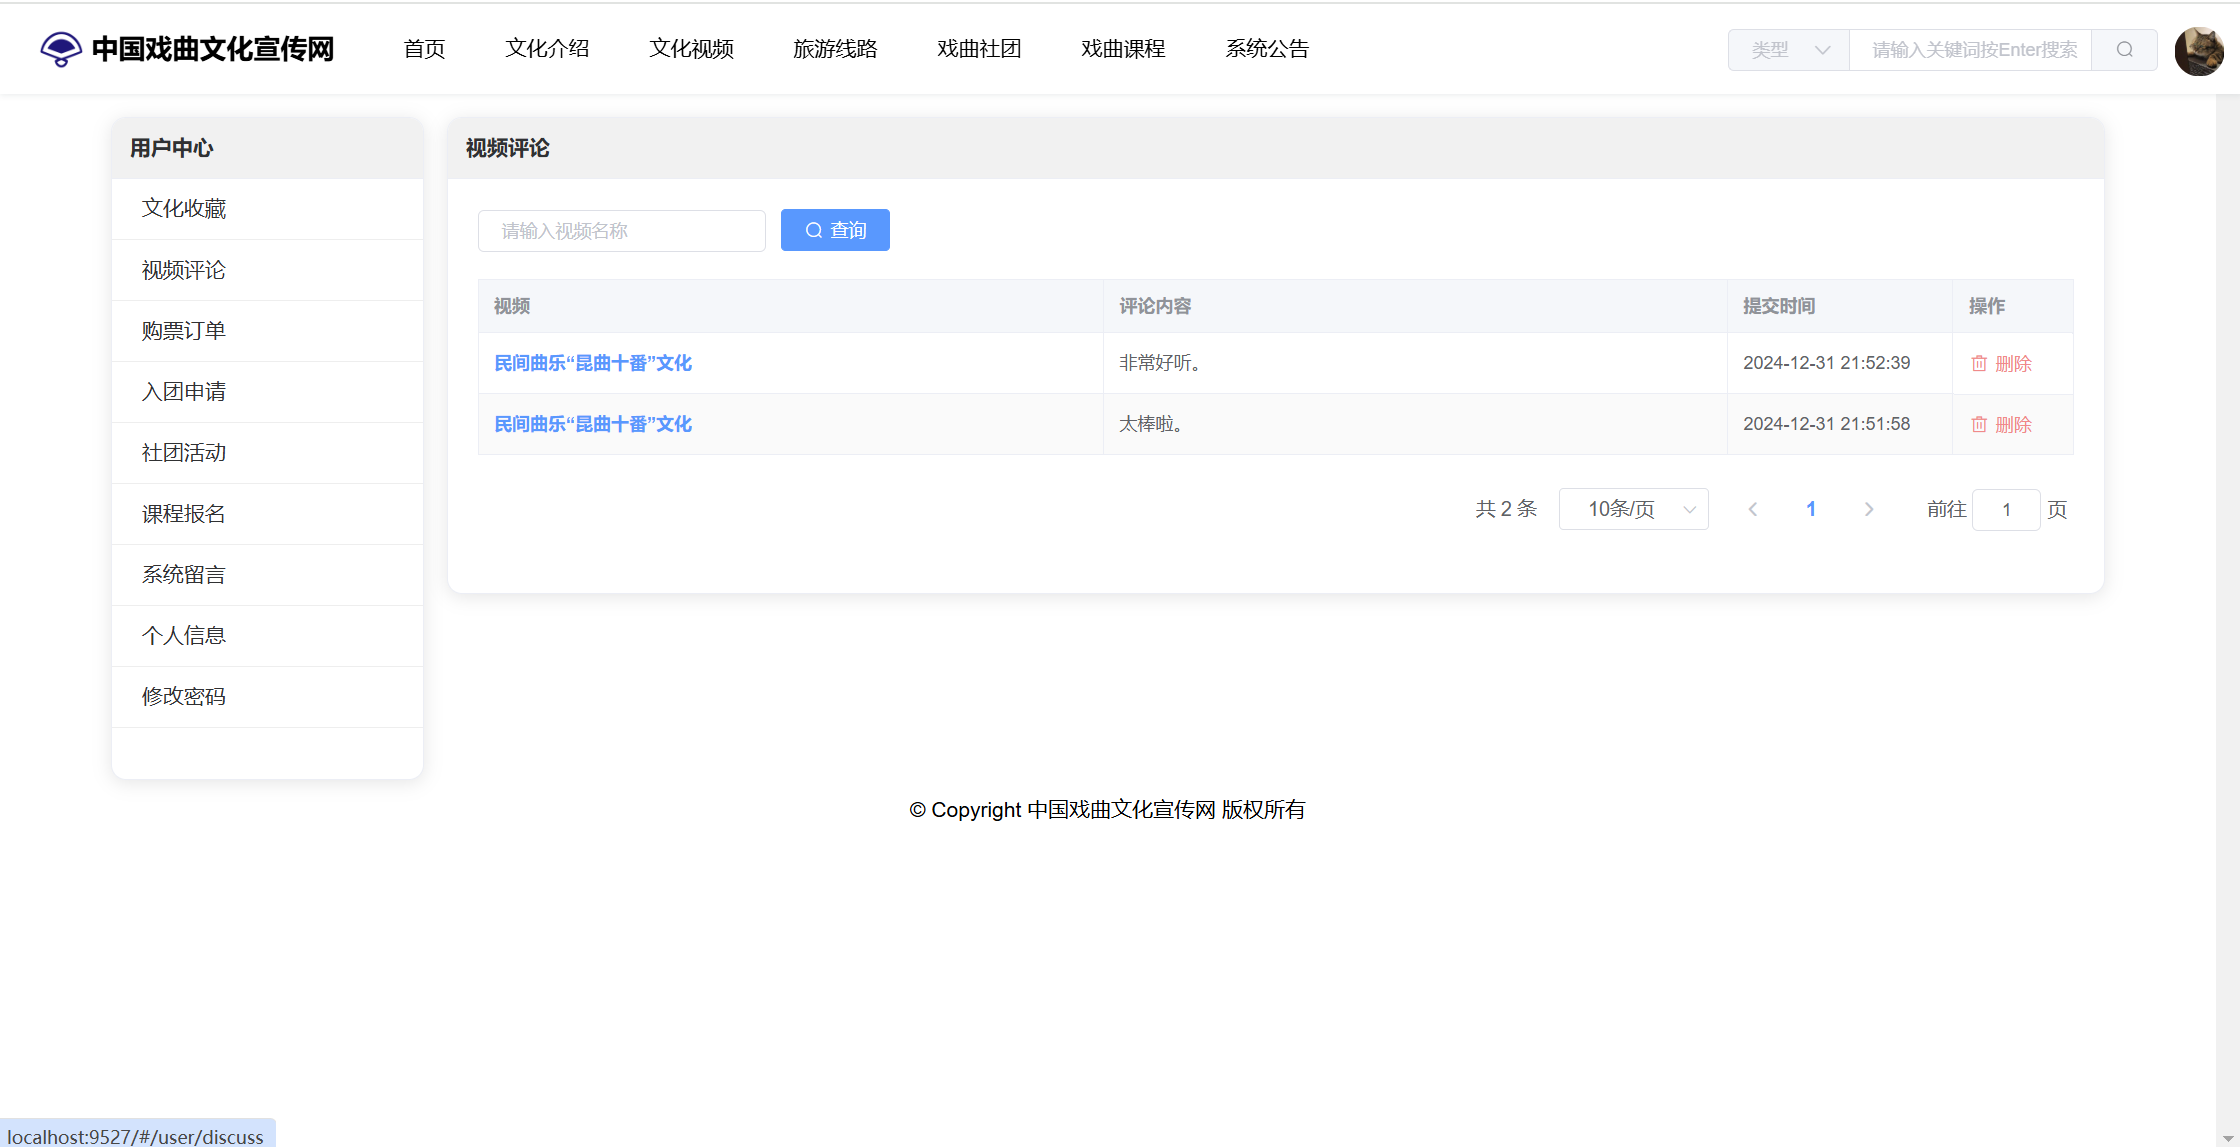 中国戏曲文化宣传网 首页 文化介绍 文化视频 旅游线路 戏曲社团 戏曲课程 系统公告 类型 请输入关键词按Enter搜索
用户中心
文化收藏
视频评论
购票订单
入团申请
社团活动
课程报名
系统留言
个人信息
修改密码
视频评论
请输入视频名称 查询
视频 评论内容 提交时间 操作
民间曲乐“昆曲十番”文化 非常好听。 2024-12-31 21:52:39 删除
民间曲乐“昆曲十番”文化 太棒啦。 2024-12-31 21:51:58 删除
共 2 条 10条/页 1 前往 1 页
© Copyright 中国戏曲文化宣传网 版权所有
localhost:9527/#/user/discuss